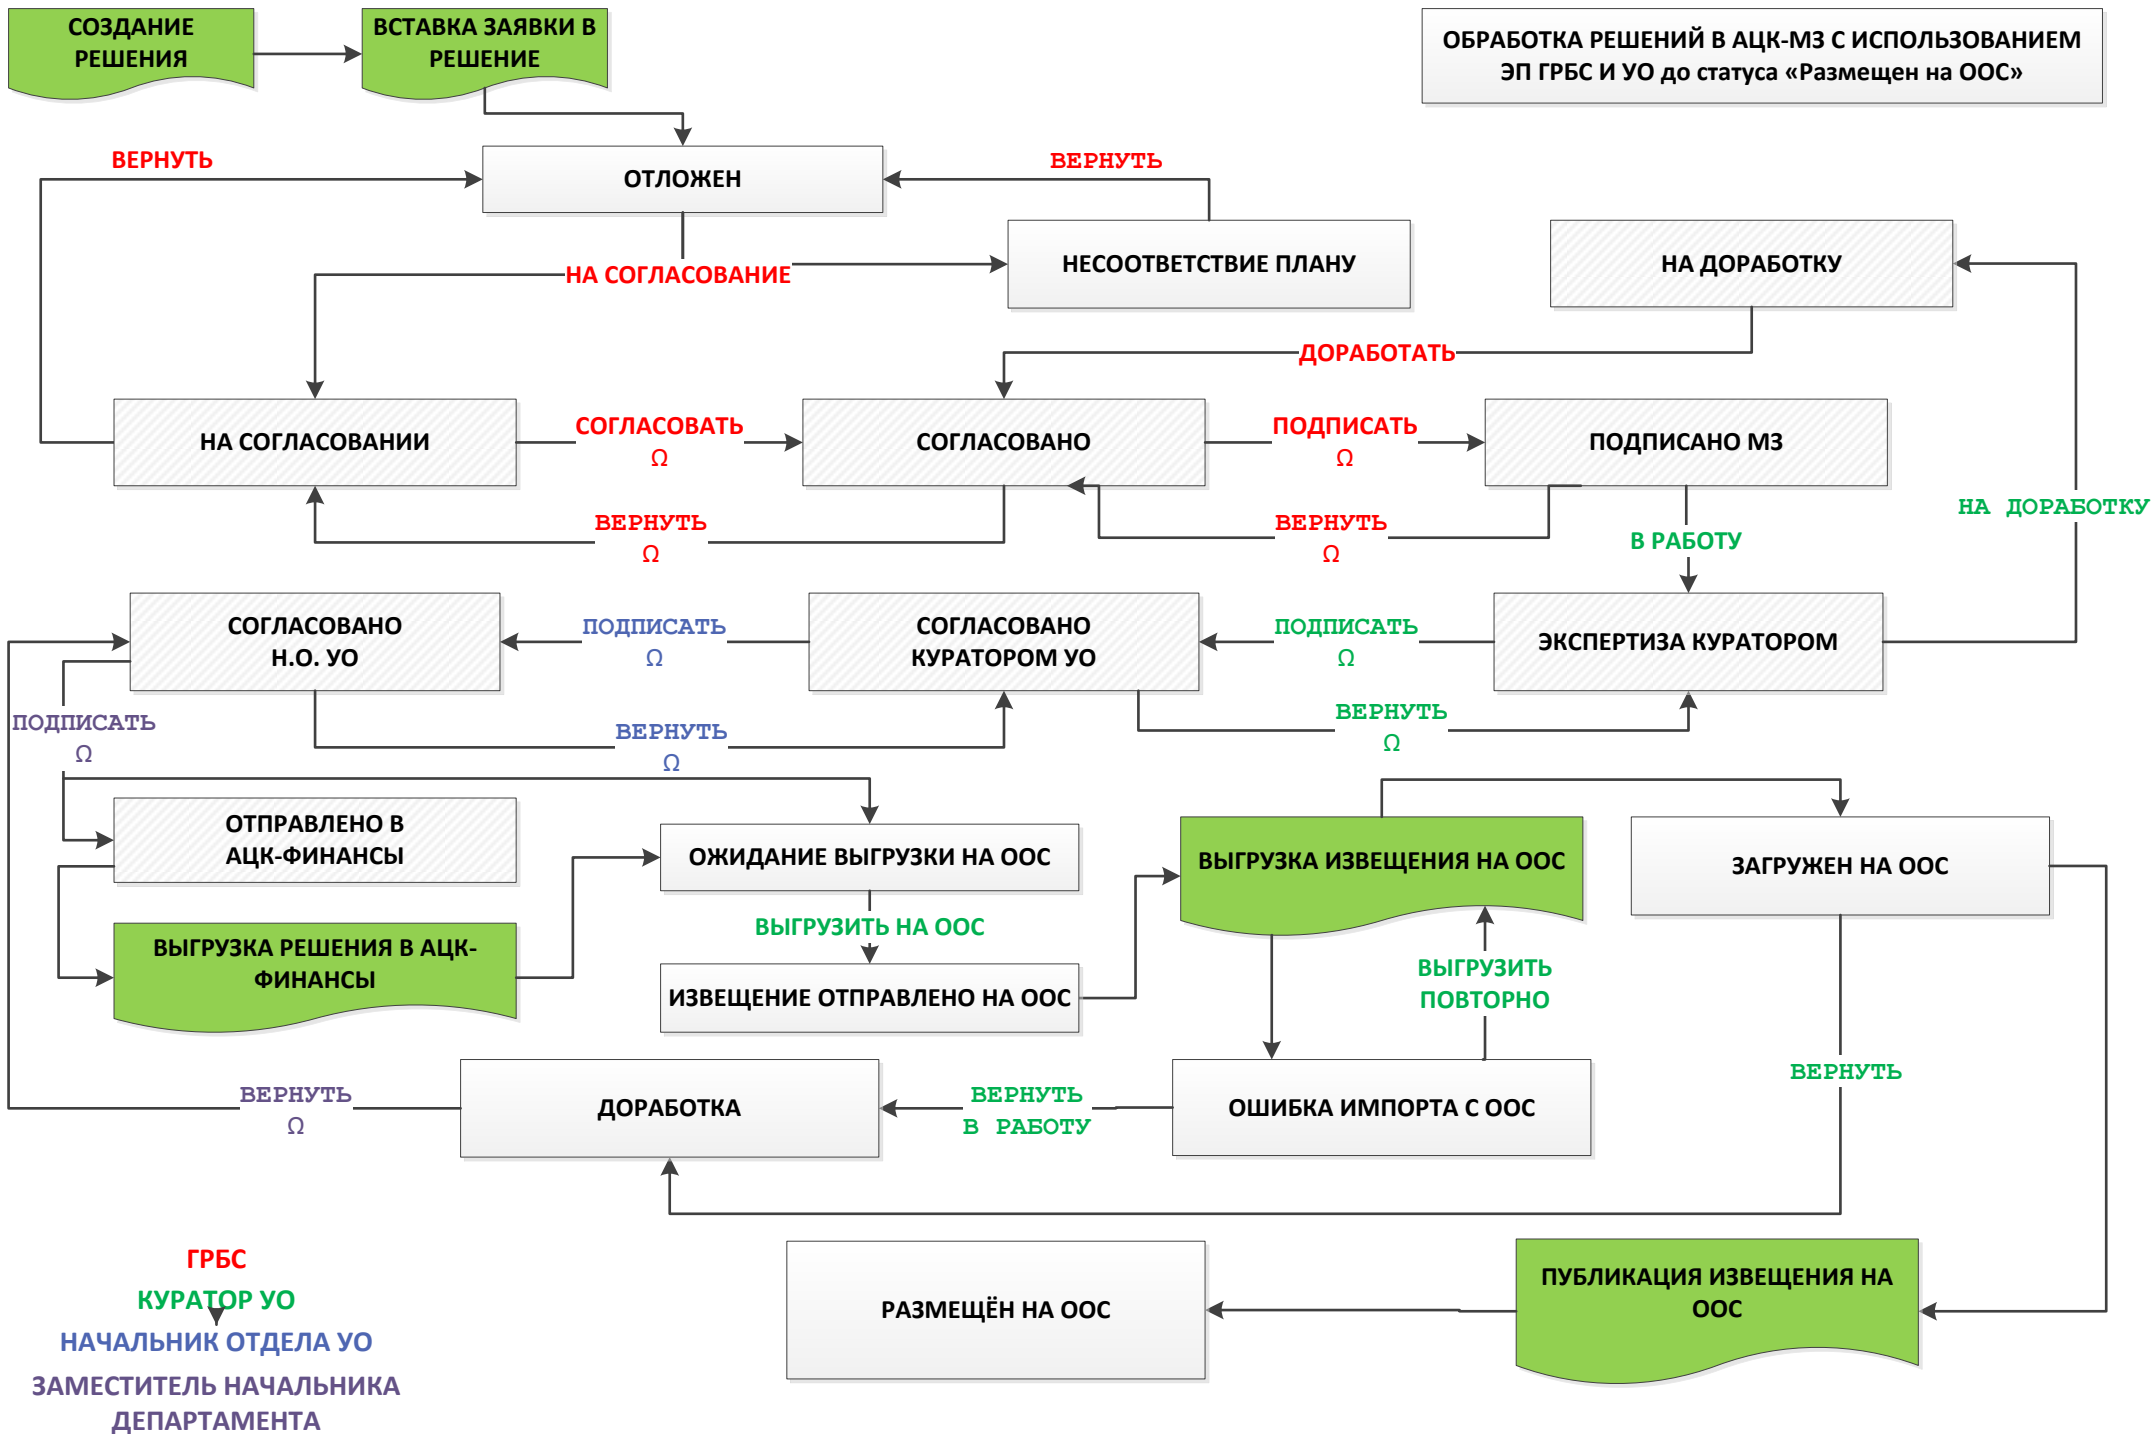 СОЗДАНИЕ
РЕШЕНИЯ
ВСТАВКА ЗАЯВКИ В
РЕШЕНИЕ
ОБРАБОТКА РЕШЕНИЙ В АЦК-МЗ С ИСПОЛЬЗОВАНИЕМ
ЭП ГРБС И УО до статуса «Размещен на ООС»
ВЕРНУТЬ
ОТЛОЖЕН
ВЕРНУТЬ
НА СОГЛАСОВАНИЕ
НЕСООТВЕТСТВИЕ ПЛАНУ
НА ДОРАБОТКУ
ДОРАБОТАТЬ
НА СОГЛАСОВАНИИ
СОГЛАСОВАТЬ
Ω
СОГЛАСОВАНО
ПОДПИСАТЬ
Ω
ПОДПИСАНО МЗ
ВЕРНУТЬ
Ω
ВЕРНУТЬ
Ω
В РАБОТУ
НА ДОРАБОТКУ
СОГЛАСОВАНО
Н.О. УО
ПОДПИСАТЬ
Ω
СОГЛАСОВАНО
КУРАТОРОМ УО
ПОДПИСАТЬ
Ω
ЭКСПЕРТИЗА КУРАТОРОМ
ПОДПИСАТЬ
Ω
ВЕРНУТЬ
Ω
ВЕРНУТЬ
Ω
ОТПРАВЛЕНО В
АЦК-ФИНАНСЫ
ОЖИДАНИЕ ВЫГРУЗКИ НА ООС
ВЫГРУЗКА ИЗВЕЩЕНИЯ НА ООС
ЗАГРУЖЕН НА ООС
ВЫГРУЗИТЬ НА ООС
ВЫГРУЗКА РЕШЕНИЯ В АЦК-
ФИНАНСЫ
ИЗВЕЩЕНИЕ ОТПРАВЛЕНО НА ООС
ВЫГРУЗИТЬ
ПОВТОРНО
ВЕРНУТЬ
ВЕРНУТЬ
Ω
ДОРАБОТКА
ВЕРНУТЬ
В РАБОТУ
ОШИБКА ИМПОРТА С ООС
ГРБС
КУРАТОР УО
НАЧАЛЬНИК ОТДЕЛА УО
ЗАМЕСТИТЕЛЬ НАЧАЛЬНИКА
ДЕПАРТАМЕНТА
РАЗМЕЩЁН НА ООС
ПУБЛИКАЦИЯ ИЗВЕЩЕНИЯ НА
ООС